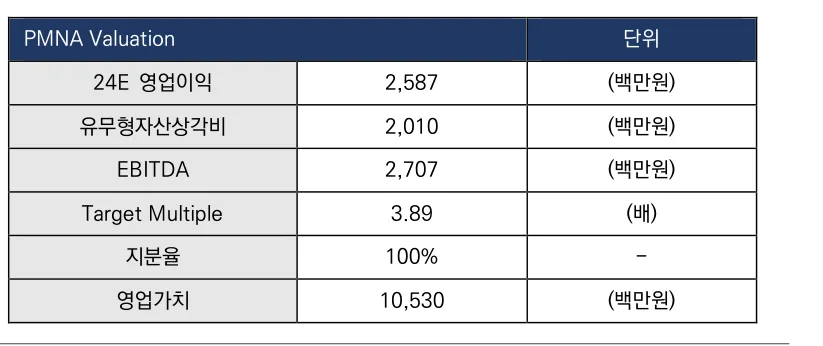 PMNA Valuation 단위
24E 영업이익 2,587 (백만원)
유무형자산상각비 2,010 (백만원)
EBITDA 2,707 (백만원)
Target Multiple 3.89 (배)
지분율 100% -
영업가치 10,530 (백만원)